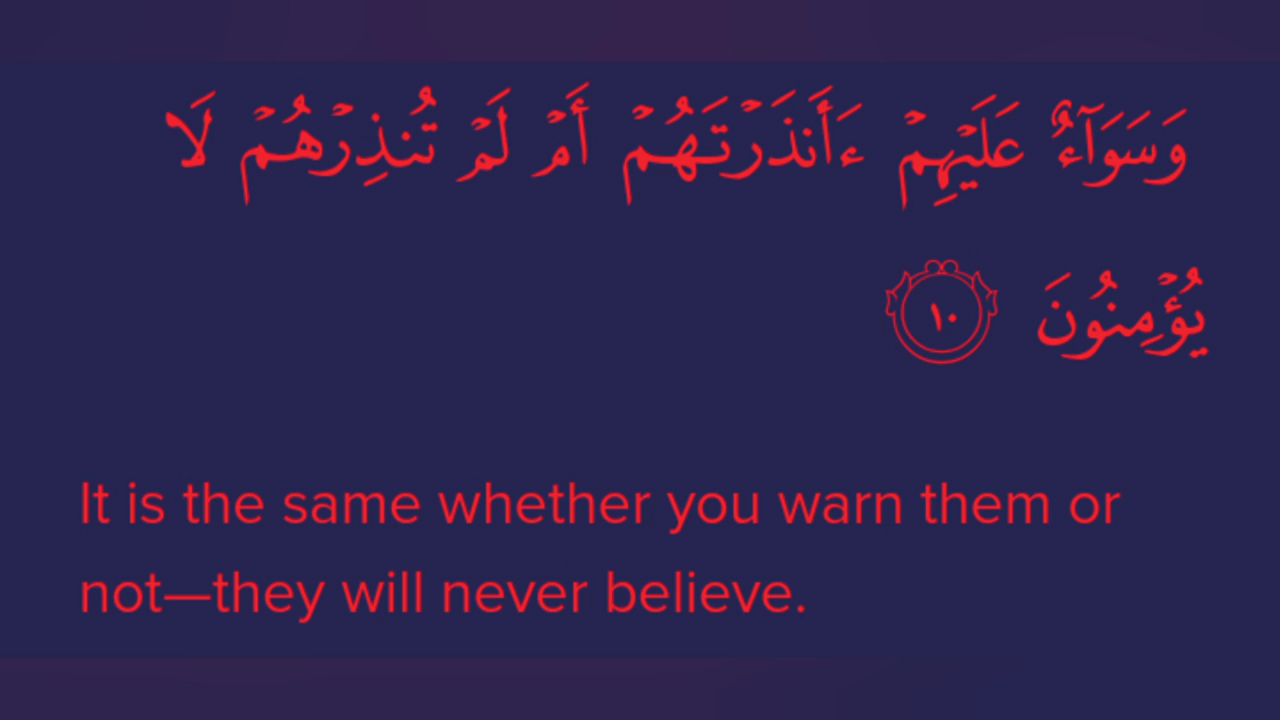 وَسَوَآءٌ عَلَيْهِمْ ءَأَنذَرْتَهُمْ أَمْ لَمْ تُنذِرْهُمْ لَا
يُؤْمِنُونَ ١٠
It is the same whether you warn them or
not—they will never believe.